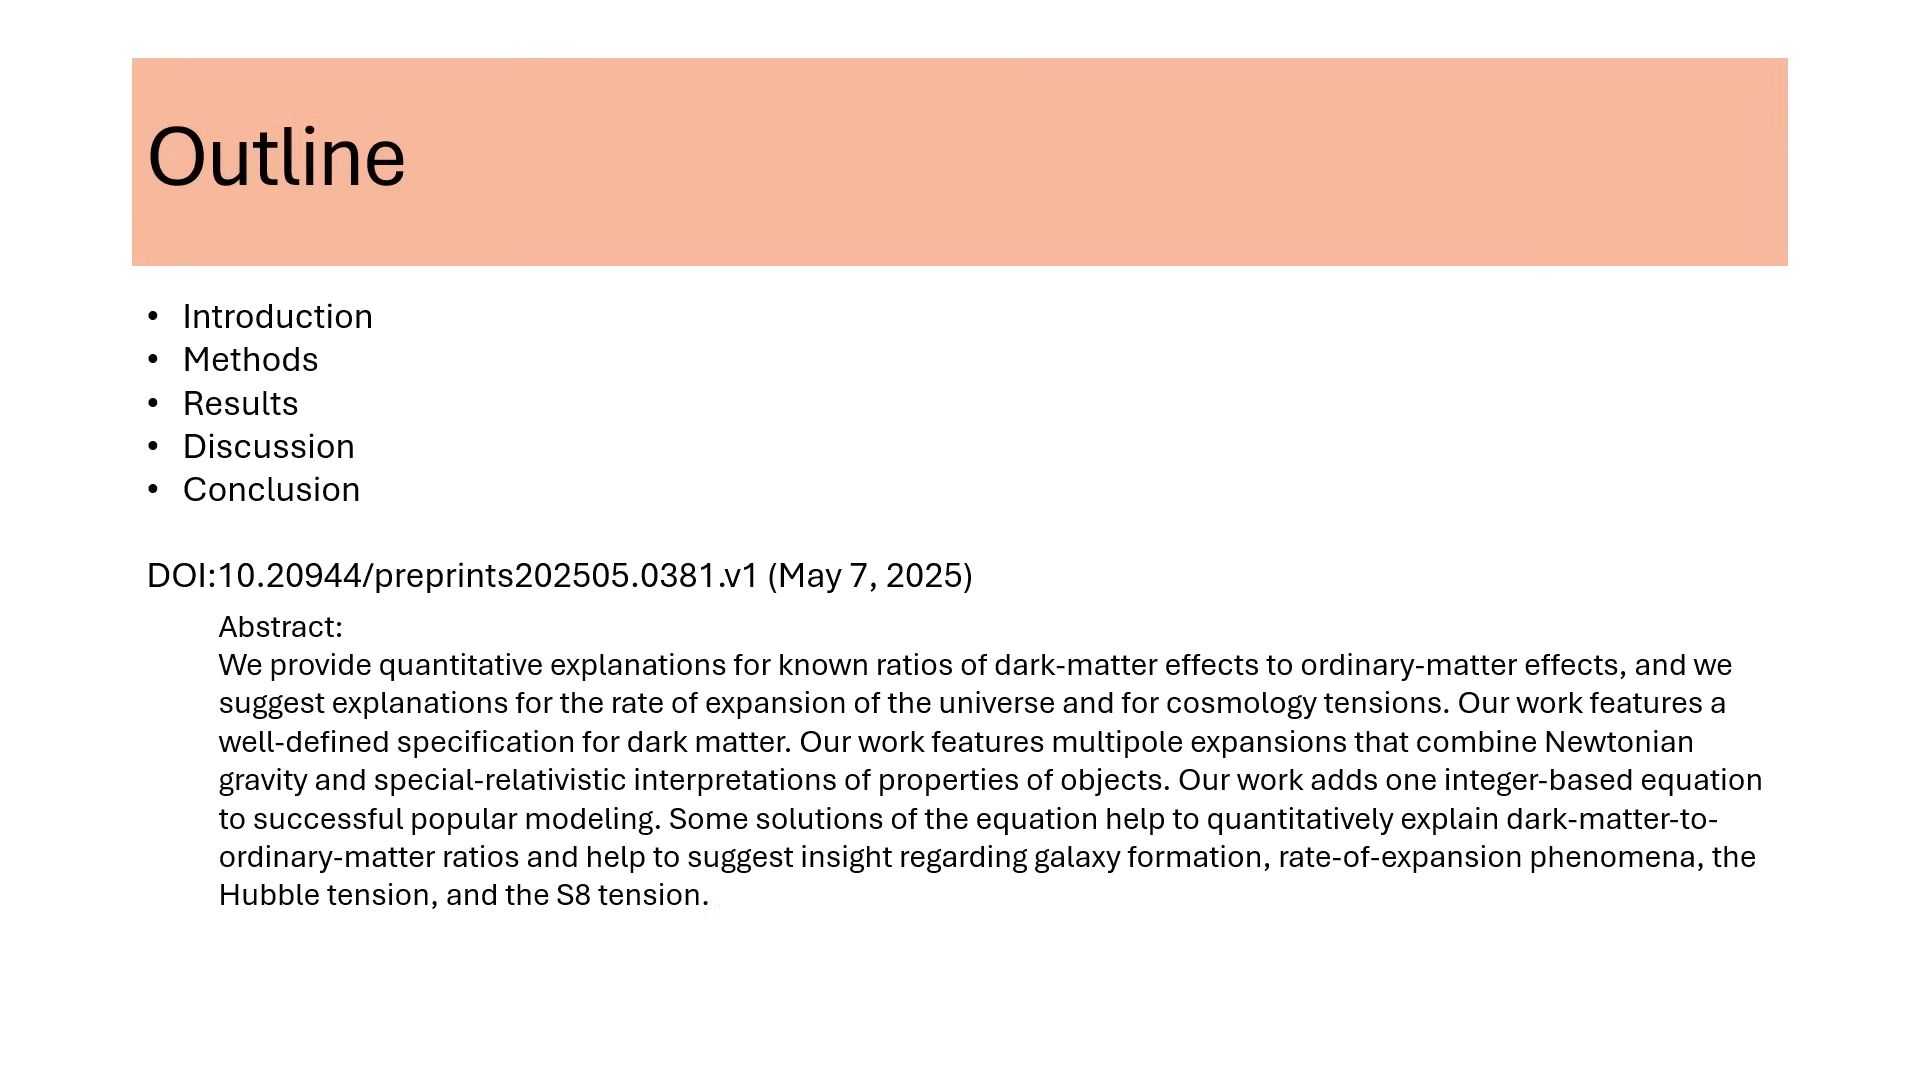 Outline
• Introduction
• Methods
• Results
• Discussion
• Conclusion
DOI:10.20944/preprints202505.0381.v1 (May 7, 2025)
Abstract:
We provide quantitative explanations for known ratios of dark-matter effects to ordinary-matter effects, and we
suggest explanations for the rate of expansion of the universe and for cosmology tensions. Our work features a
well-defined specification for dark matter. Our work features multipole expansions that combine Newtonian
gravity and special-relativistic interpretations of properties of objects. Our work adds one integer-based equation
to successful popular modeling. Some solutions of the equation help to quantitatively explain dark-matter-to-
ordinary-matter ratios and help to suggest insight regarding galaxy formation, rate-of-expansion phenomena, the
Hubble tension, and the S8 tension.